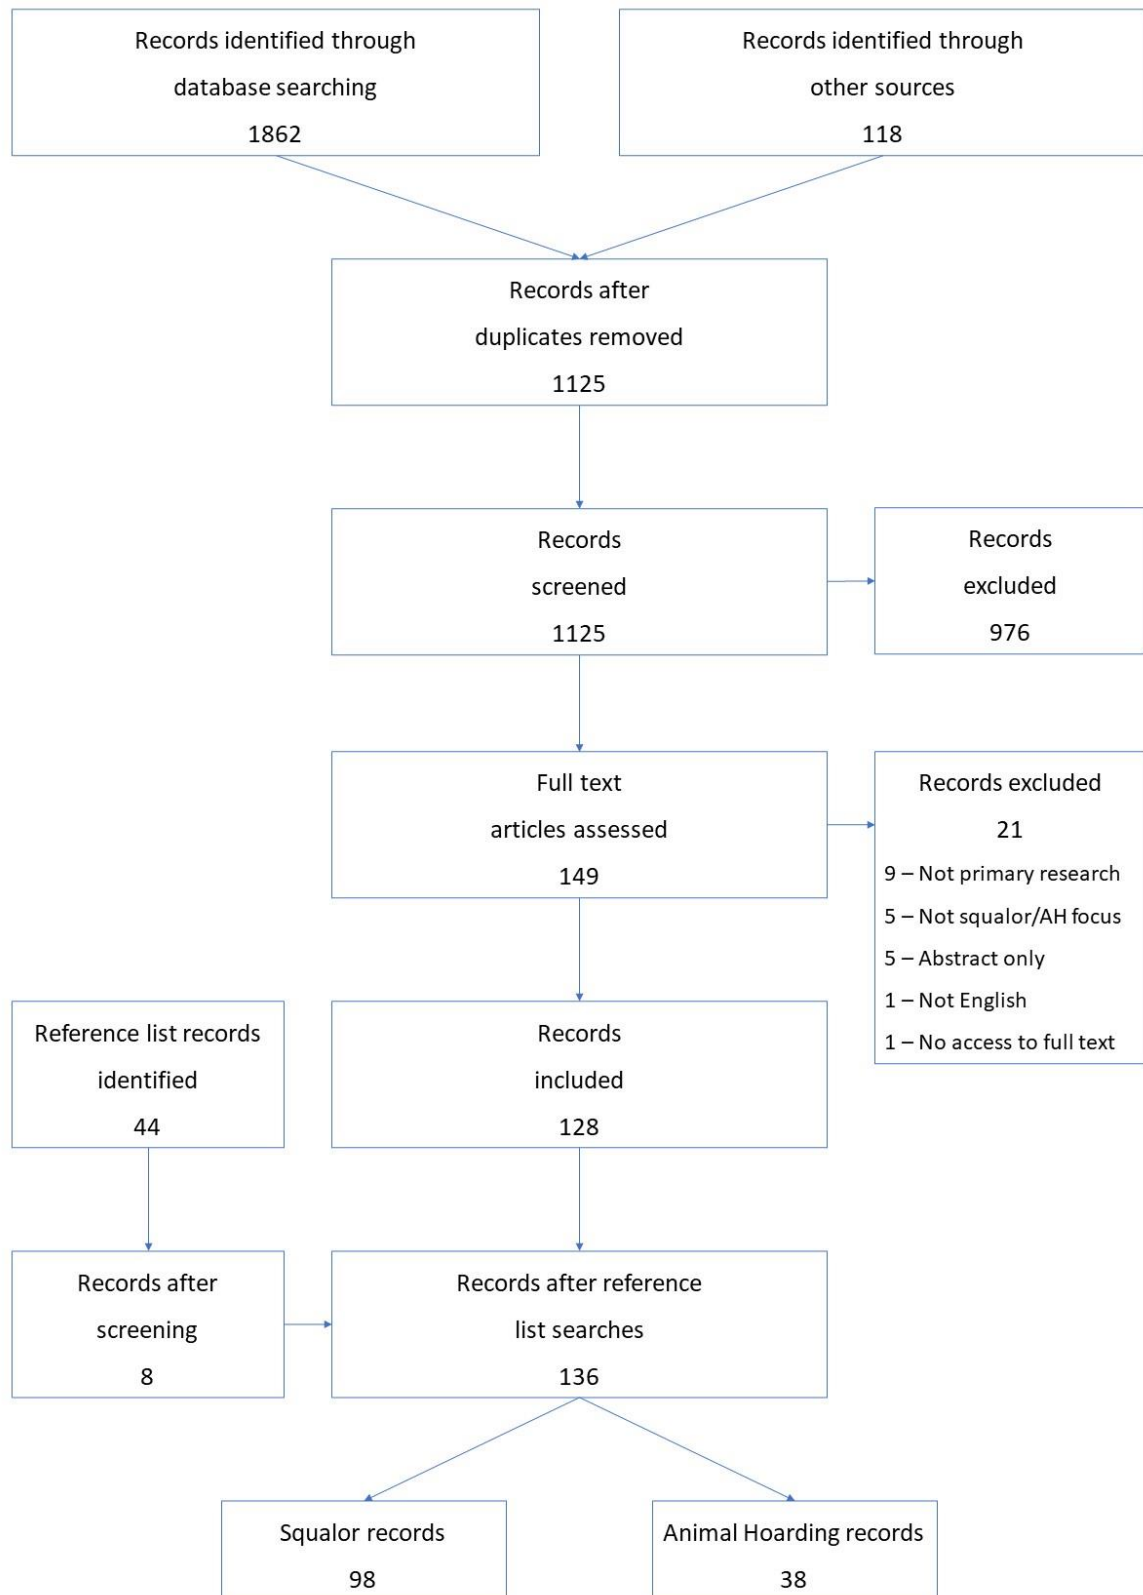 Records identified through
database searching
1862
Records identified through
other sources
118
Records after
duplicates removed
1125
Records
screened
1125
Records
excluded
976
Full text
articles assessed
149
Records excluded
21
9 – Not primary research
5 – Not squalor/AH focus
5 – Abstract only
1 – Not English
1 – No access to full text
Reference list records
identified
44
Records
included
128
Records after
screening
8
Records after reference
list searches
136
Squalor records
98
Animal Hoarding records
38